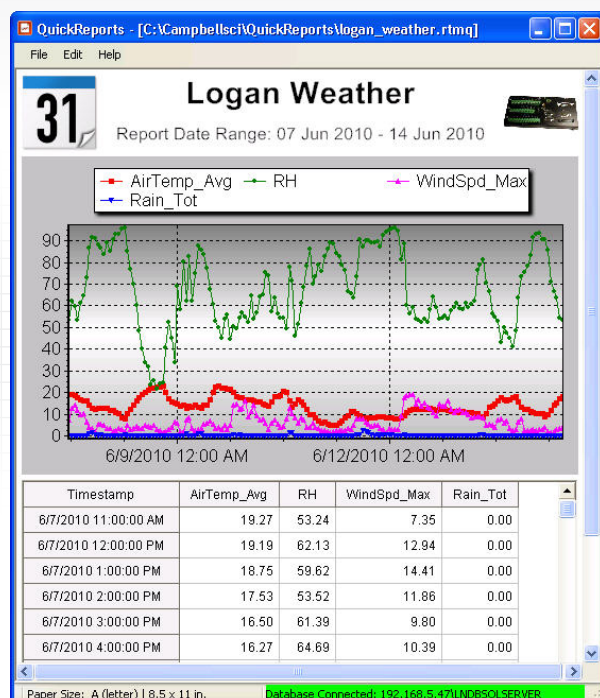 QuickReports - [C:\Campbellsci\QuickReports\logan_weather.rtmq]
File Edit Help
31
Logan Weather
Report Date Range: 07 Jun 2010 - 14 Jun 2010
AirTemp_Avg RH WindSpd_Max
Rain_Tot
90
80
70
60
50
40
30
20
10
0
6/9/2010 12:00 AM 6/12/2010 12:00 AM
Timestamp AirTemp_Avg RH WindSpd_Max Rain_Tot
6/7/2010 11:00:00 AM 19.27 53.24 7.35 0.00
6/7/2010 12:00:00 PM 19.19 62.13 12.94 0.00
6/7/2010 1:00:00 PM 18.75 59.62 14.41 0.00
6/7/2010 2:00:00 PM 17.53 53.52 11.86 0.00
6/7/2010 3:00:00 PM 16.50 61.39 9.80 0.00
6/7/2010 4:00:00 PM 16.27 64.69 10.39 0.00
Paper Size: A (letter) | 8.5 x 11 in. Database Connected: 192.168.5.47\LNDBSQLSERVER